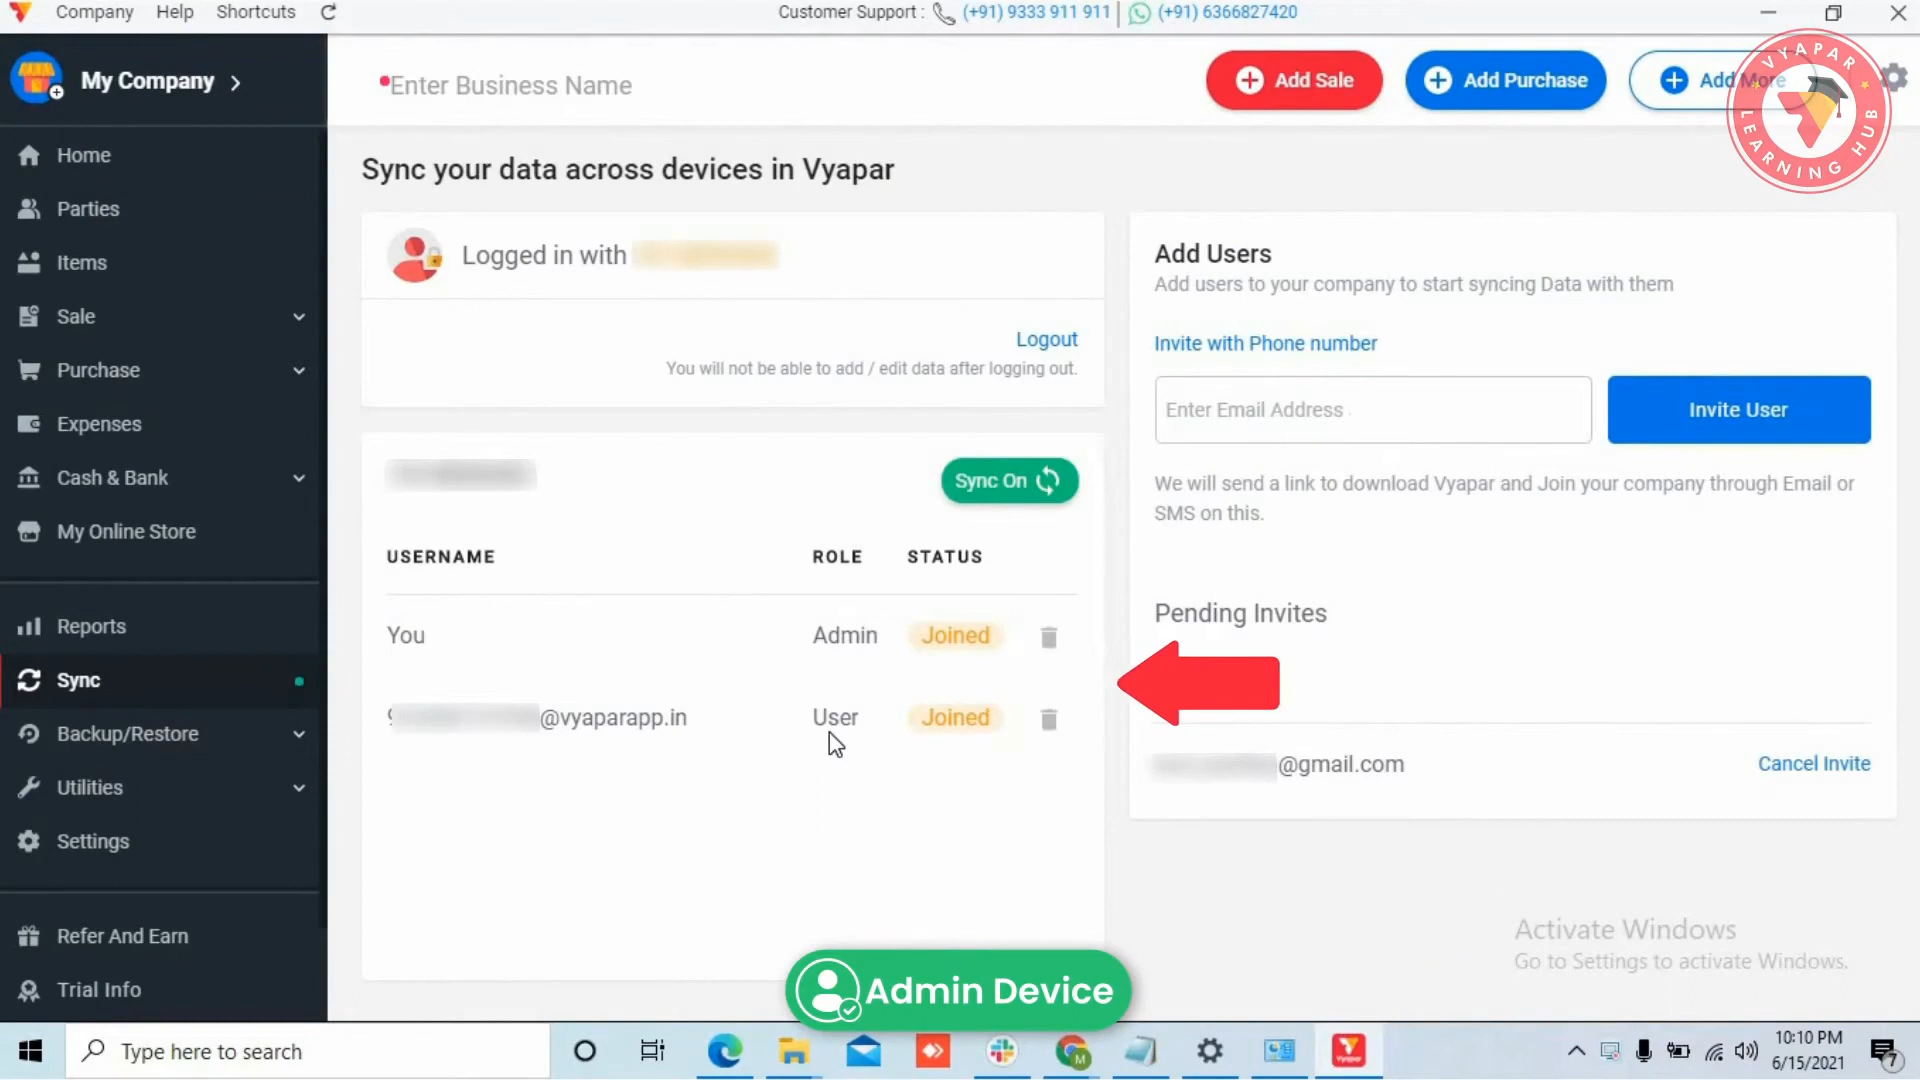 Company Help Shortcuts
Customer Support : (+91) 9333 911 911 | (+91) 6366827420
My Company
Enter Business Name
Add Sale
Add Purchase
Add More
VYAPAR
LEARNING HUB
Home
Parties
Items
Sale
Purchase
Expenses
Cash & Bank
My Online Store
Reports
Sync
Backup/Restore
Utilities
Settings
Refer And Earn
Trial Info
Sync your data across devices in Vyapar
Logged in with
Logout
You will not be able to add / edit data after logging out.
Sync On
USERNAME ROLE STATUS
You Admin Joined
@vyaparapp.in User Joined
Add Users
Add users to your company to start syncing Data with them
Invite with Phone number
Enter Email Address
Invite User
We will send a link to download Vyapar and Join your company through Email or
SMS on this.
Pending Invites
@gmail.com Cancel Invite
Activate Windows
Go to Settings to activate Windows.
Admin Device
Type here to search
10:10 PM
6/15/2021
7